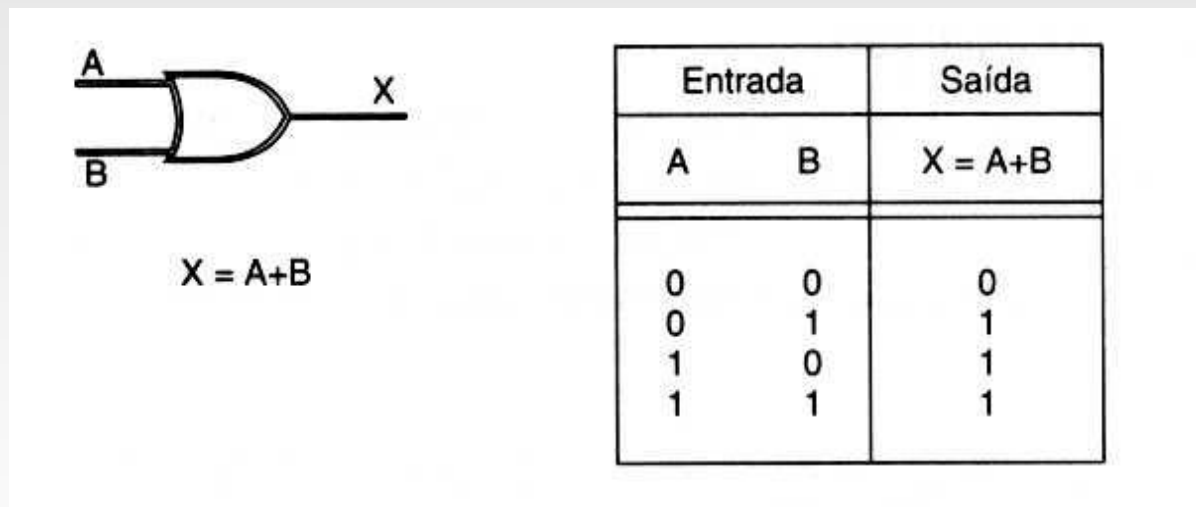 A
X
B
X = A+B
Entrada Saída
A B X = A+B
0 0 0
0 1 1
1 0 1
1 1 1